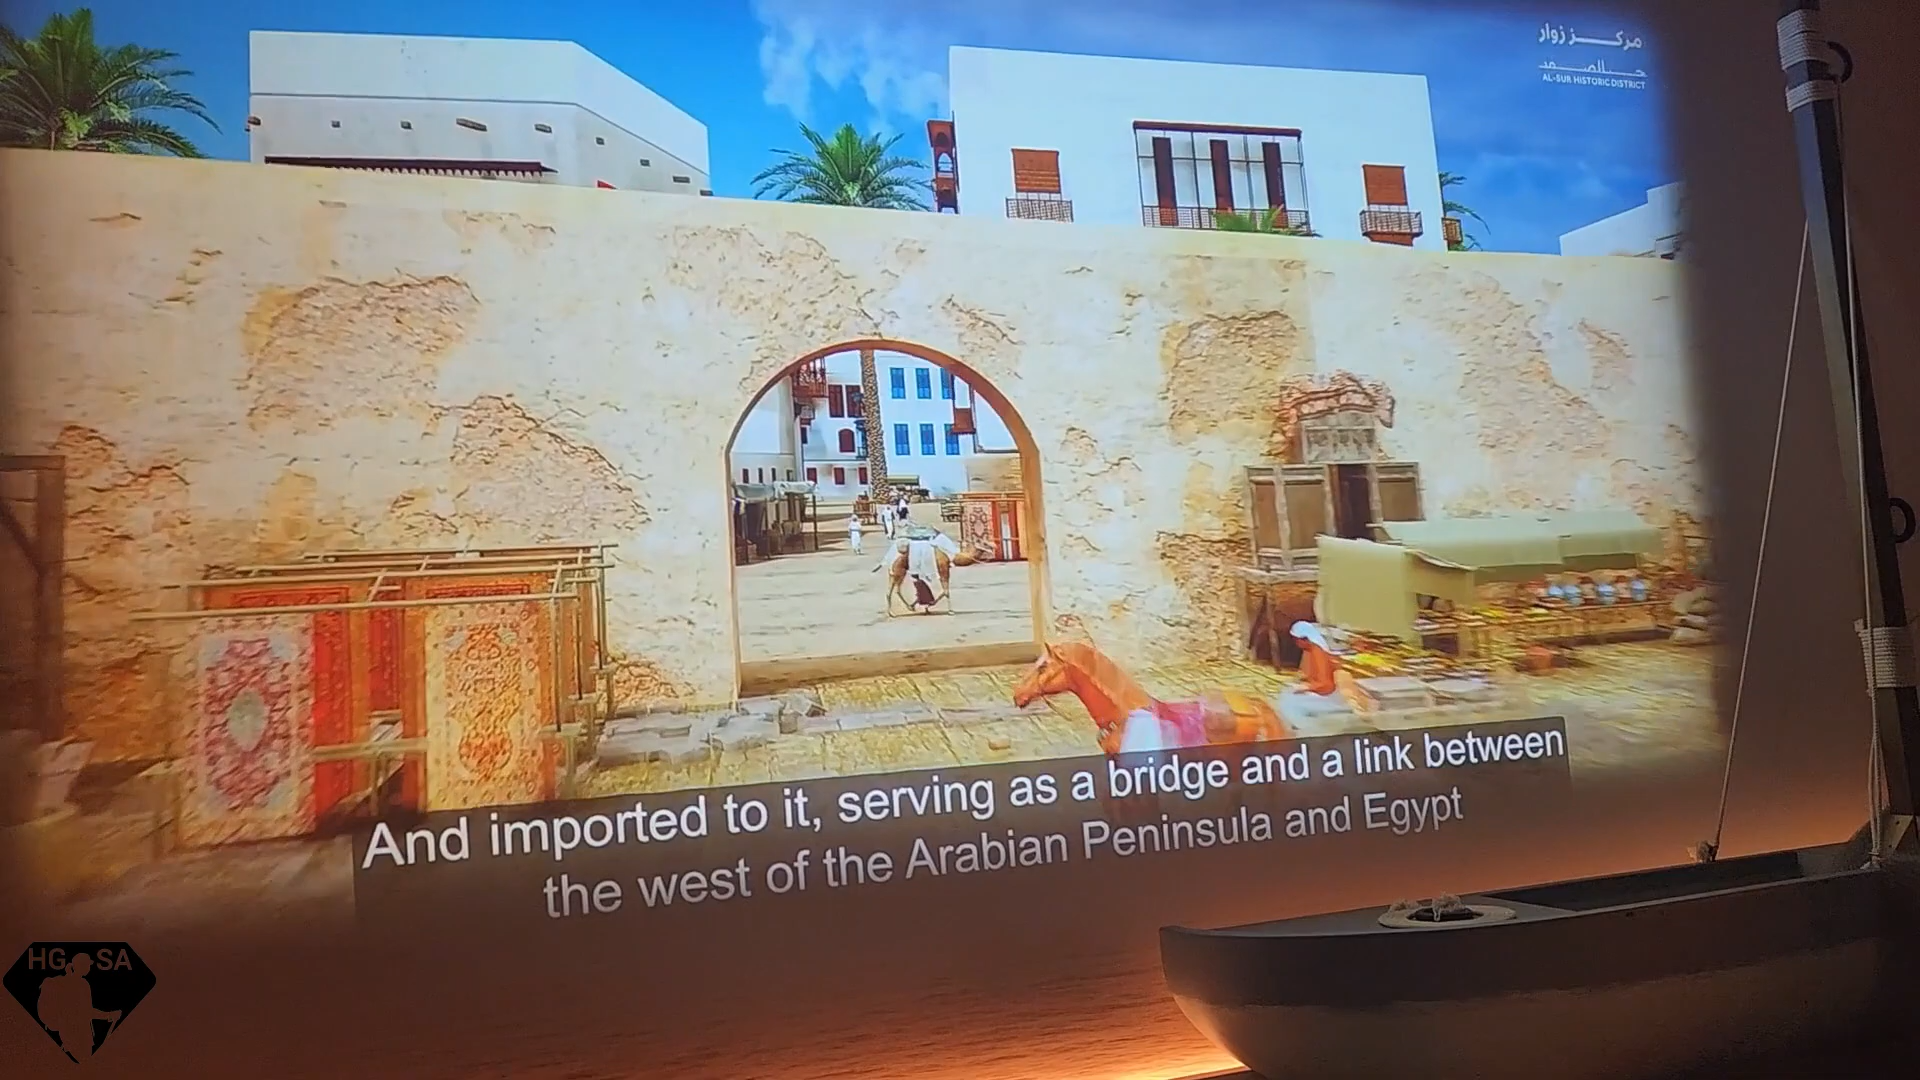 مركز زوار
AL-SUR HISTORIC DISTRICT
And imported to it, serving as a bridge and a link between
the west of the Arabian Peninsula and Egypt
HG SA